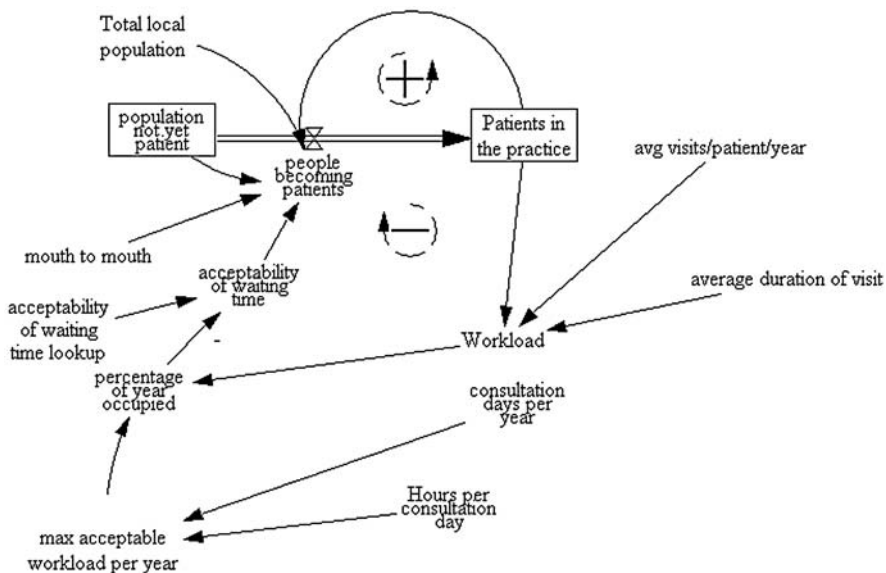 Total local
population
population
not yet
patient
Patients in
the practice
people
becoming
patients
avg visits/patient/year
mouth to mouth
acceptability
of waiting
time
average duration of visit
acceptability
of waiting
time lookup
Workload
percentage
of year
occupied
consultation
days per
year
Hours per
consultation
day
max acceptable
workload per year